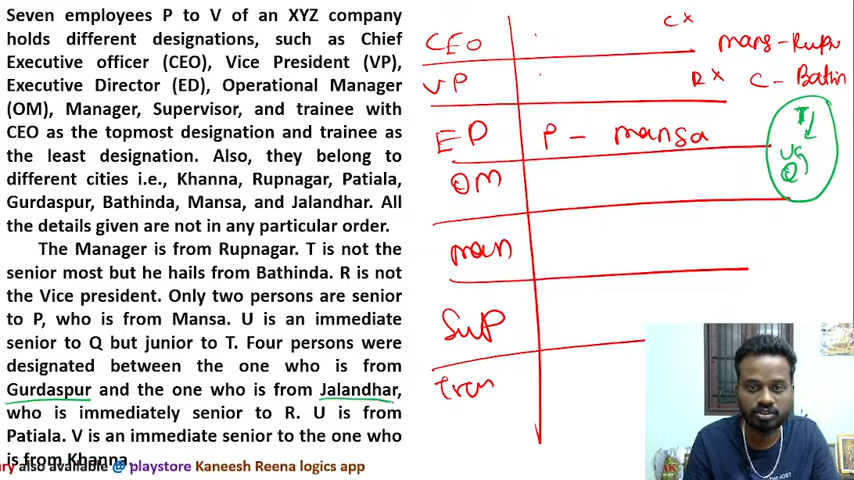 Seven employees P to V of an XYZ company
holds different designations, such as Chief
Executive officer (CEO), Vice President (VP),
Executive Director (ED), Operational Manager
(OM), Manager, Supervisor, and trainee with
CEO as the topmost designation and trainee as
the least designation. Also, they belong to
different cities i.e., Khanna, Rupnagar, Patiala,
Gurdaspur, Bathinda, Mansa, and Jalandhar. All
the details given are not in any particular order.
The Manager is from Rupnagar. T is not the
senior most but he hails from Bathinda. R is not
the Vice president. Only two persons are senior
to P, who is from Mansa. U is an immediate
senior to Q but junior to T. Four persons were
designated between the one who is from
Gurdaspur and the one who is from Jalandhar,
who is immediately senior to R. U is from
Patiala. V is an immediate senior to the one who
is from Khanna.
ry also available @ playstore Kaneesh Reena logics app
CEO
C x
VP
R x
ED P - mansa
OM
man
Sup
tran
mang-Rupn
C - Bathin
T
U
Q